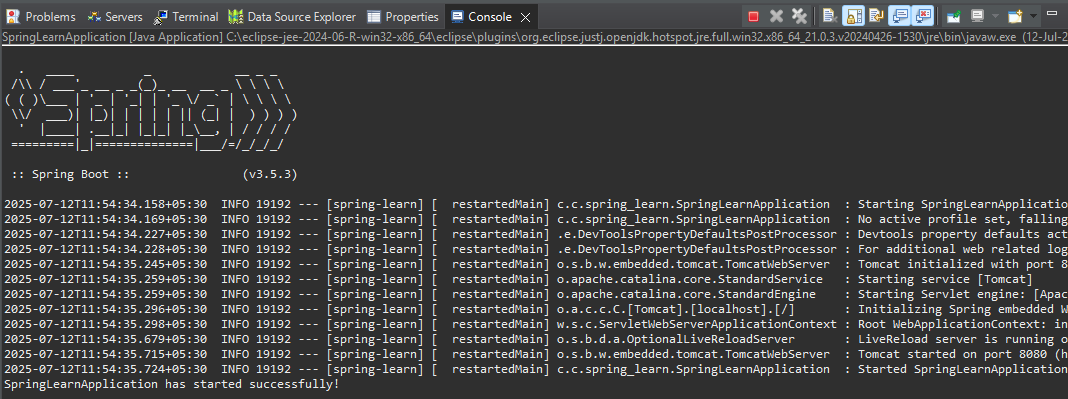 Problems Servers Terminal Data Source Explorer Properties Console
SpringLearnApplication [Java Application] C:\eclipse-jee-2024-06-R-win32-x86_64\eclipse\plugins\org.eclipse.justj.openjdk.hotspot.jre.full.win32.x86_64_21.0.3.v20240426-1530\jre\bin\javaw.exe (12-Jul-2
  .   ____          _            __ _ _
 /\\ / ___'_ __ _ _(_)_ __  __ _ \ \ \ \
( ( )\___ | '_ | '_| | '_ \/ _` | \ \ \ \
 \\/  ___)| |_)| | | | | || (_| |  ) ) ) )
  '  |____| .__|_| |_|_| |_\__, | / / / /
 =========|_|==============|___/=/_/_/_/
 :: Spring Boot ::                (v3.5.3)
2025-07-12T11:54:34.158+05:30  INFO 19192 --- [spring-learn] [  restartedMain] c.c.spring_learn.SpringLearnApplication  : Starting SpringLearnApplicatio
2025-07-12T11:54:34.169+05:30  INFO 19192 --- [spring-learn] [  restartedMain] c.c.spring_learn.SpringLearnApplication  : No active profile set, falling
2025-07-12T11:54:34.227+05:30  INFO 19192 --- [spring-learn] [  restartedMain] .e.DevToolsPropertyDefaultsPostProcessor : Devtools property defaults act
2025-07-12T11:54:34.228+05:30  INFO 19192 --- [spring-learn] [  restartedMain] .e.DevToolsPropertyDefaultsPostProcessor : For additional web related log
2025-07-12T11:54:35.245+05:30  INFO 19192 --- [spring-learn] [  restartedMain] o.s.b.w.embedded.tomcat.TomcatWebServer  : Tomcat initialized with port 8
2025-07-12T11:54:35.259+05:30  INFO 19192 --- [spring-learn] [  restartedMain] o.apache.catalina.core.StandardService   : Starting service [Tomcat]
2025-07-12T11:54:35.259+05:30  INFO 19192 --- [spring-learn] [  restartedMain] o.apache.catalina.core.StandardEngine    : Starting Servlet engine: [Apac
2025-07-12T11:54:35.296+05:30  INFO 19192 --- [spring-learn] [  restartedMain] o.a.c.c.C.[Tomcat].[localhost].[/]       : Initializing Spring embedded W
2025-07-12T11:54:35.298+05:30  INFO 19192 --- [spring-learn] [  restartedMain] w.s.c.ServletWebServerApplicationContext : Root WebApplicationContext: in
2025-07-12T11:54:35.679+05:30  INFO 19192 --- [spring-learn] [  restartedMain] o.s.b.d.a.OptionalLiveReloadServer       : LiveReload server is running o
2025-07-12T11:54:35.715+05:30  INFO 19192 --- [spring-learn] [  restartedMain] o.s.b.w.embedded.tomcat.TomcatWebServer  : Tomcat started on port 8080 (h
2025-07-12T11:54:35.724+05:30  INFO 19192 --- [spring-learn] [  restartedMain] c.c.spring_learn.SpringLearnApplication  : Started SpringLearnApplication
SpringLearnApplication has started successfully!